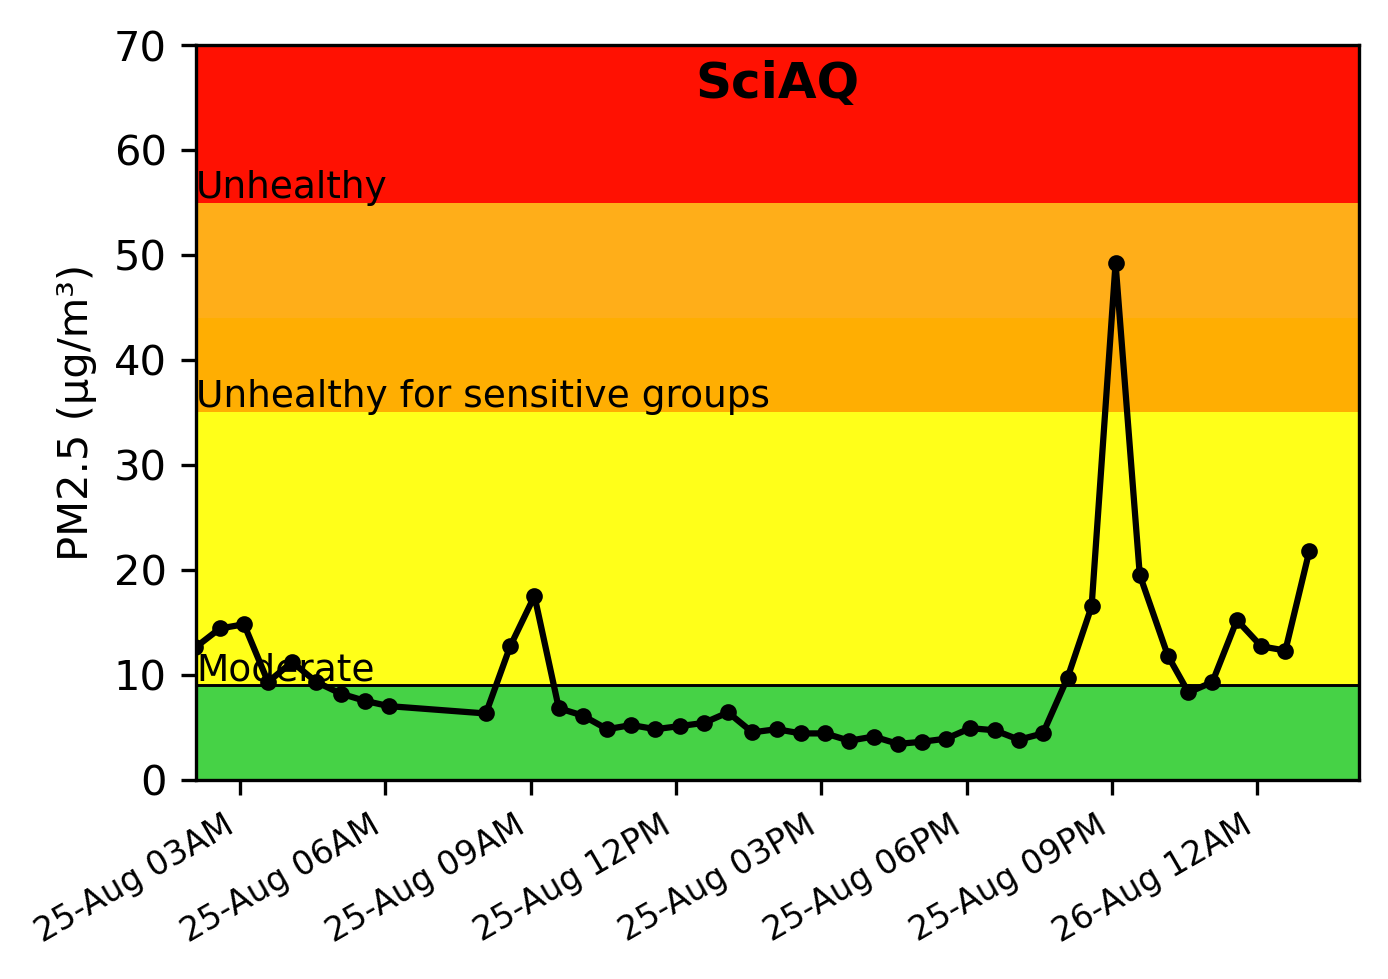 SciAQ
70
60
50
40
30
20
10
0
PM2.5 (µg/m³)
Unhealthy
Unhealthy for sensitive groups
Moderate
25-Aug 03AM
25-Aug 06AM
25-Aug 09AM
25-Aug 12PM
25-Aug 03PM
25-Aug 06PM
25-Aug 09PM
26-Aug 12AM